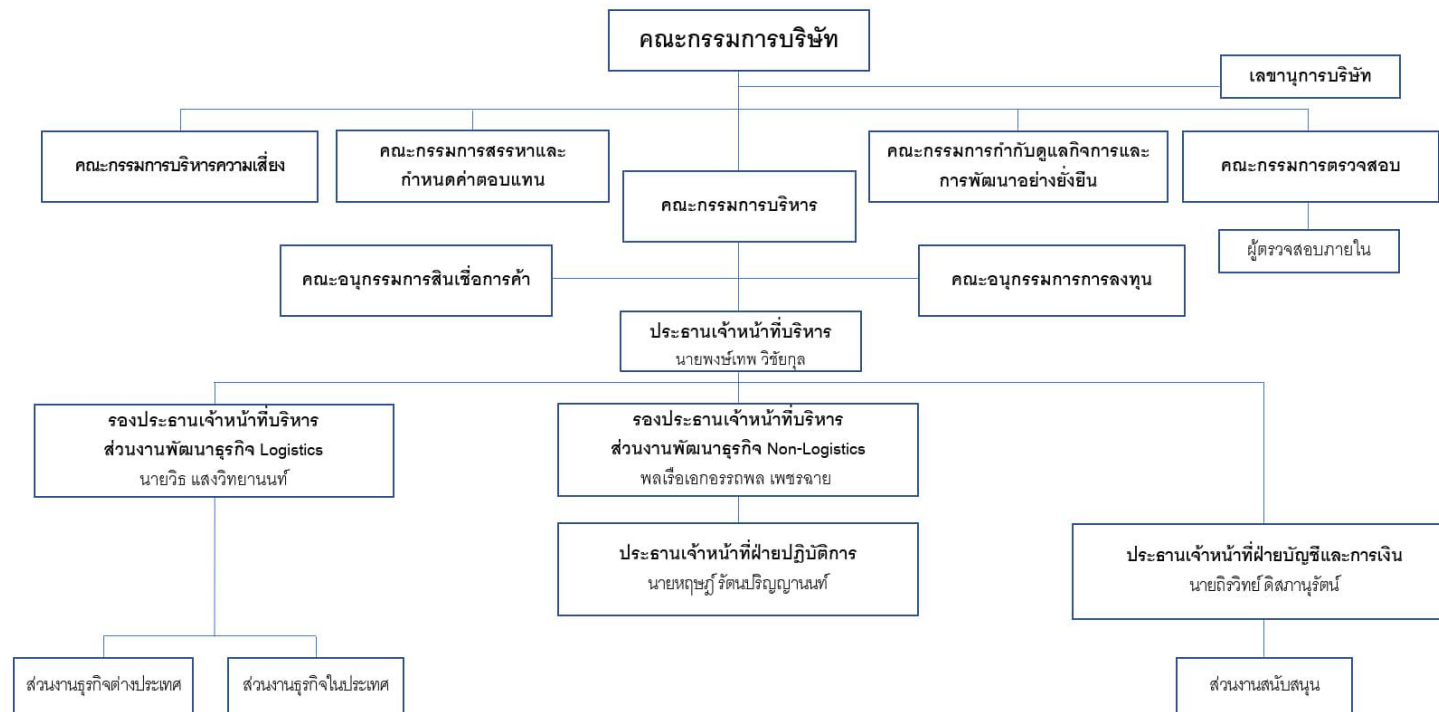 คณะกรรมการบริษัท
เลขานุการบริษัท
คณะกรรมการบริหารความเสี่ยง
คณะกรรมการสรรหาและ
กำหนดค่าตอบแทน
คณะกรรมการบริหาร
คณะกรรมการกำกับดูแลกิจการและ
การพัฒนาอย่างยั่งยืน
คณะกรรมการตรวจสอบ
ผู้ตรวจสอบภายใน
คณะอนุกรรมการสินเชื่อการค้า
คณะอนุกรรมการการลงทุน
ประธานเจ้าหน้าที่บริหาร
นายพงษ์เทพ วิชัยกุล
รองประธานเจ้าหน้าที่บริหาร
ส่วนงานพัฒนาธุรกิจ Logistics
นายวิธ แสงวิทยานนท์
รองประธานเจ้าหน้าที่บริหาร
ส่วนงานพัฒนาธุรกิจ Non-Logistics
พลเรือเอกอรรถพล เพชรฉาย
ประธานเจ้าหน้าที่ฝ่ายปฏิบัติการ
นายหฤษฎ์ รัตนปริญญานนท์
ประธานเจ้าหน้าที่ฝ่ายบัญชีและการเงิน
นายถิรวิทย์ ดิสภานุรัตน์
ส่วนงานธุรกิจต่างประเทศ
ส่วนงานธุรกิจในประเทศ
ส่วนงานสนับสนุน